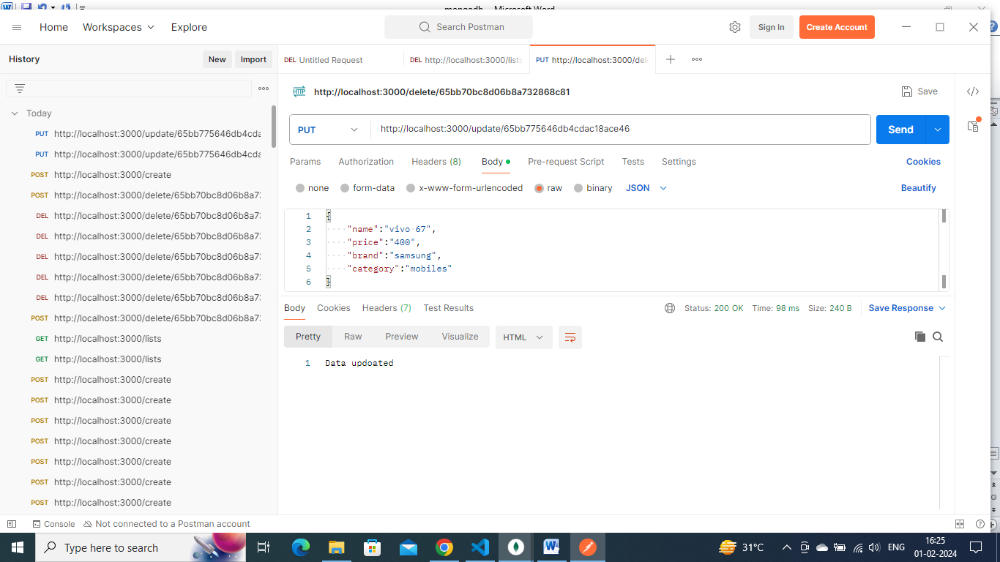 mongodb - Microsoft Word
Home Workspaces Explore Search Postman Sign In Create Account
History New Import
DEL Untitled Request DEL http://localhost:3000/lists PUT http://localhost:3000/del
http://localhost:3000/delete/65bb70bc8d06b8a732868c81 Save
Today
PUT http://localhost:3000/update/65bb775646db4cda
PUT http://localhost:3000/update/65bb775646db4cda
POST http://localhost:3000/create
POST http://localhost:3000/delete/65bb70bc8d06b8a73
DEL http://localhost:3000/delete/65bb70bc8d06b8a73
DEL http://localhost:3000/delete/65bb70bc8d06b8a73
DEL http://localhost:3000/delete/65bb70bc8d06b8a73
DEL http://localhost:3000/delete/65bb70bc8d06b8a73
DEL http://localhost:3000/delete/65bb70bc8d06b8a73
POST http://localhost:3000/delete/65bb70bc8d06b8a73
GET http://localhost:3000/lists
GET http://localhost:3000/lists
POST http://localhost:3000/create
POST http://localhost:3000/create
POST http://localhost:3000/create
POST http://localhost:3000/create
POST http://localhost:3000/create
POST http://localhost:3000/create
POST http://localhost:3000/create
PUT http://localhost:3000/update/65bb775646db4cdac18ace46 Send
Params Authorization Headers (8) Body Pre-request Script Tests Settings Cookies
none form-data x-www-form-urlencoded raw binary JSON Beautify
1 {
2 "name":"vivo 67",
3 "price":"400",
4 "brand":"samsung",
5 "category":"mobiles"
6 }
Body Cookies Headers (7) Test Results Status: 200 OK Time: 98 ms Size: 240 B Save Response
Pretty Raw Preview Visualize HTML
1 Data updoated
Console Not connected to a Postman account
Type here to search 31°C ENG 16:25
01-02-2024